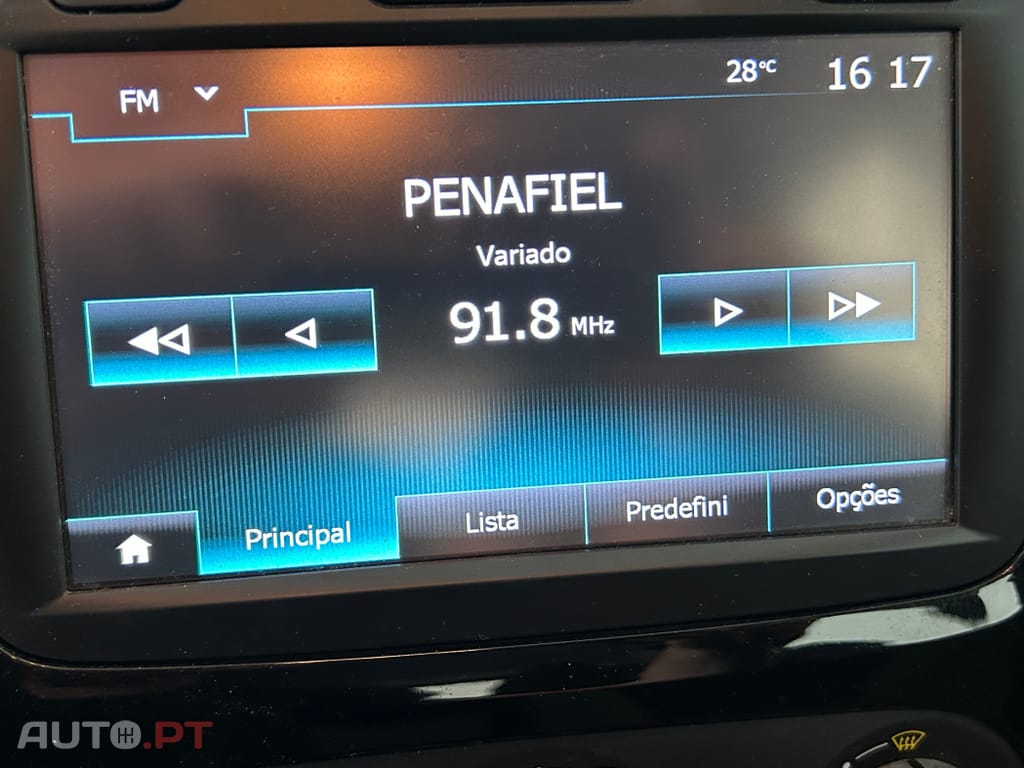 FM
28°C
16 17
PENAFIEL
Variado
91.8 MHz
Principal
Lista
Predefini
Opções
AUTO.PT